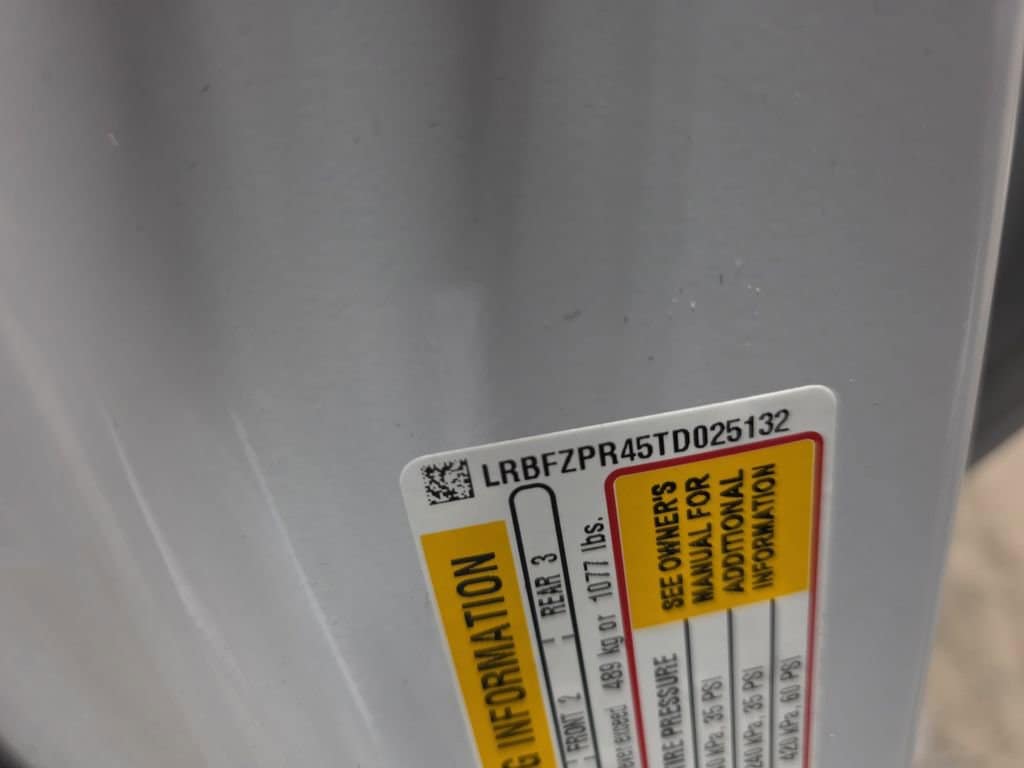 LRBFZPR45TD025132
G INFORMATION
FRONT 2 REAR 3
exceed 489 kg or 1077 lbs.
SEE OWNER'S
MANUAL FOR
ADDITIONAL
INFORMATION
PRESSURE
kPa, 35 PSI
240 kPa, 35 PSI
420 kPa, 60 PSI